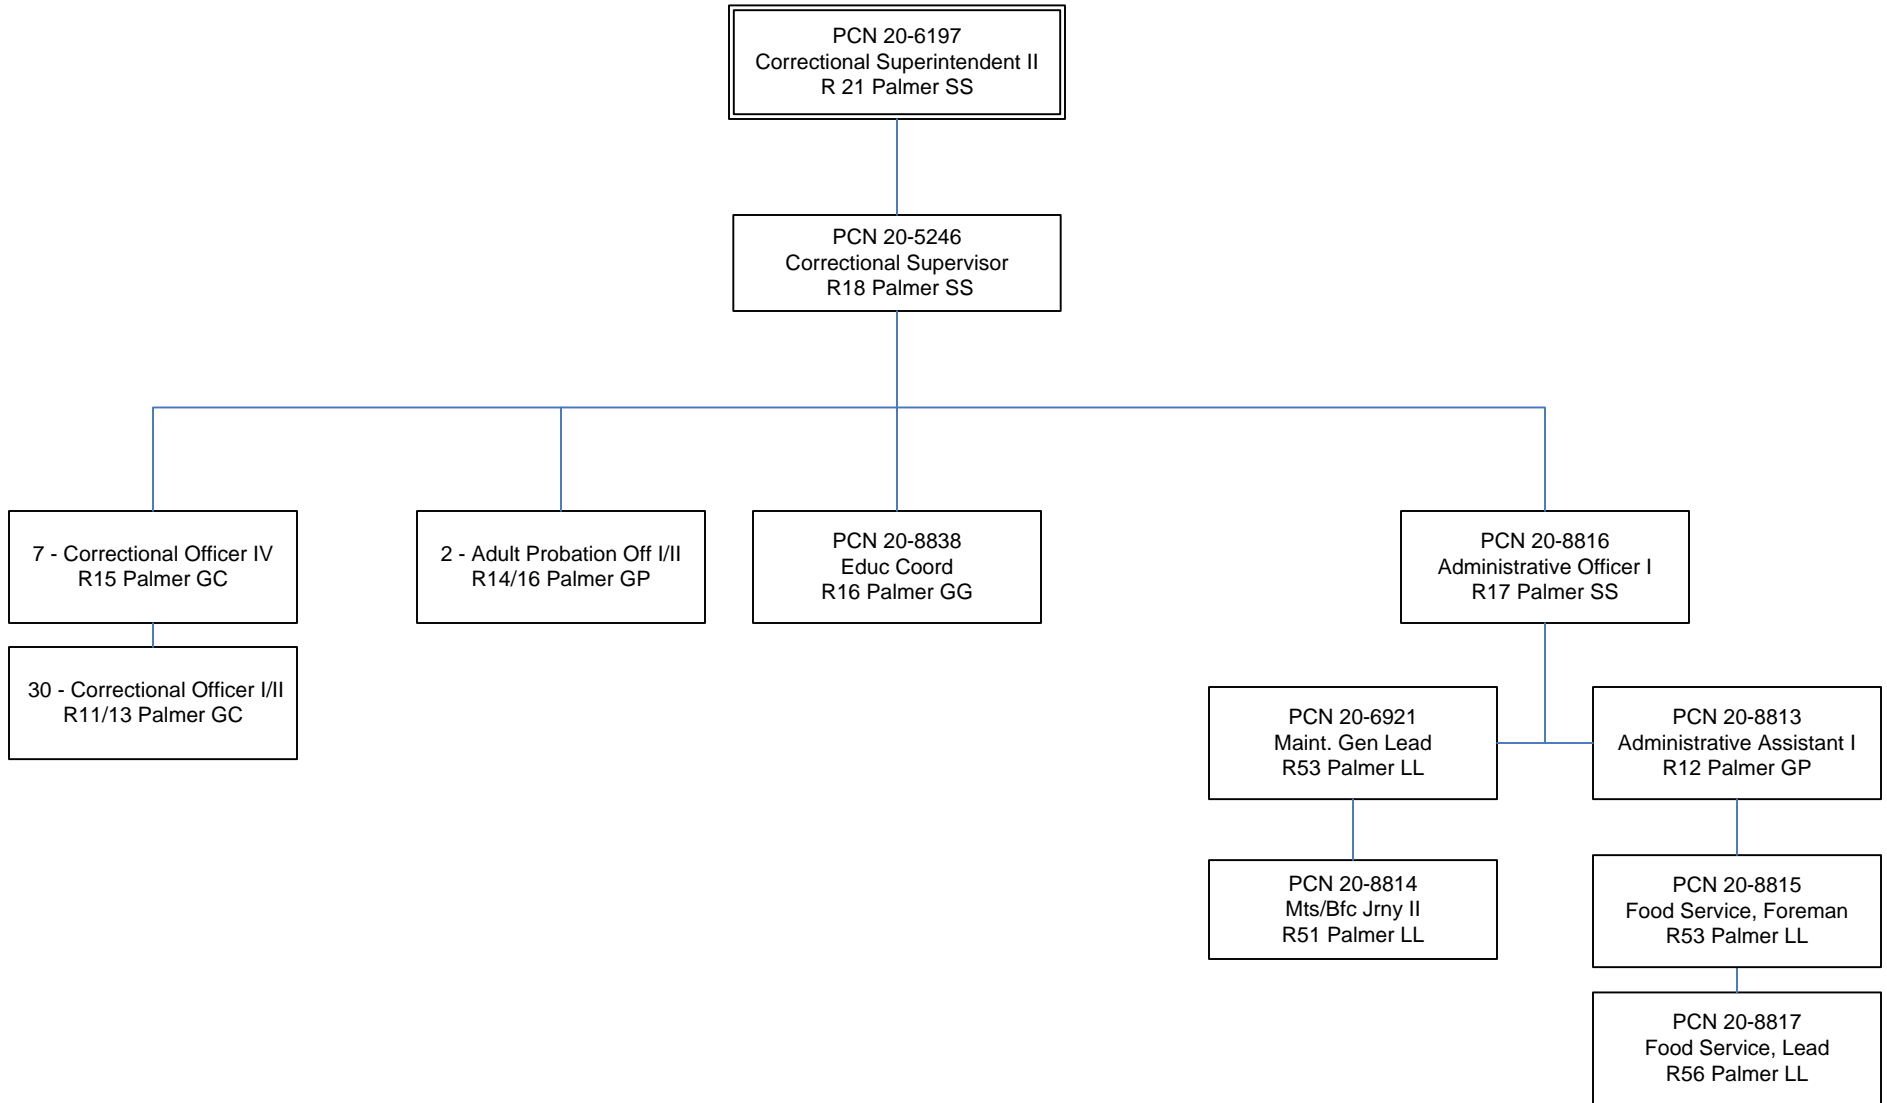 PCN 20-6197
Correctional Superintendent II
R 21 Palmer SS
PCN 20-5246
Correctional Supervisor
R18 Palmer SS
7 - Correctional Officer IV
R15 Palmer GC
2 - Adult Probation Off I/II
R14/16 Palmer GP
PCN 20-8838
Educ Coord
R16 Palmer GG
PCN 20-8816
Administrative Officer I
R17 Palmer SS
30 - Correctional Officer I/II
R11/13 Palmer GC
PCN 20-6921
Maint. Gen Lead
R53 Palmer LL
PCN 20-8813
Administrative Assistant I
R12 Palmer GP
PCN 20-8814
Mts/Bfc Jrny II
R51 Palmer LL
PCN 20-8815
Food Service, Foreman
R53 Palmer LL
PCN 20-8817
Food Service, Lead
R56 Palmer LL